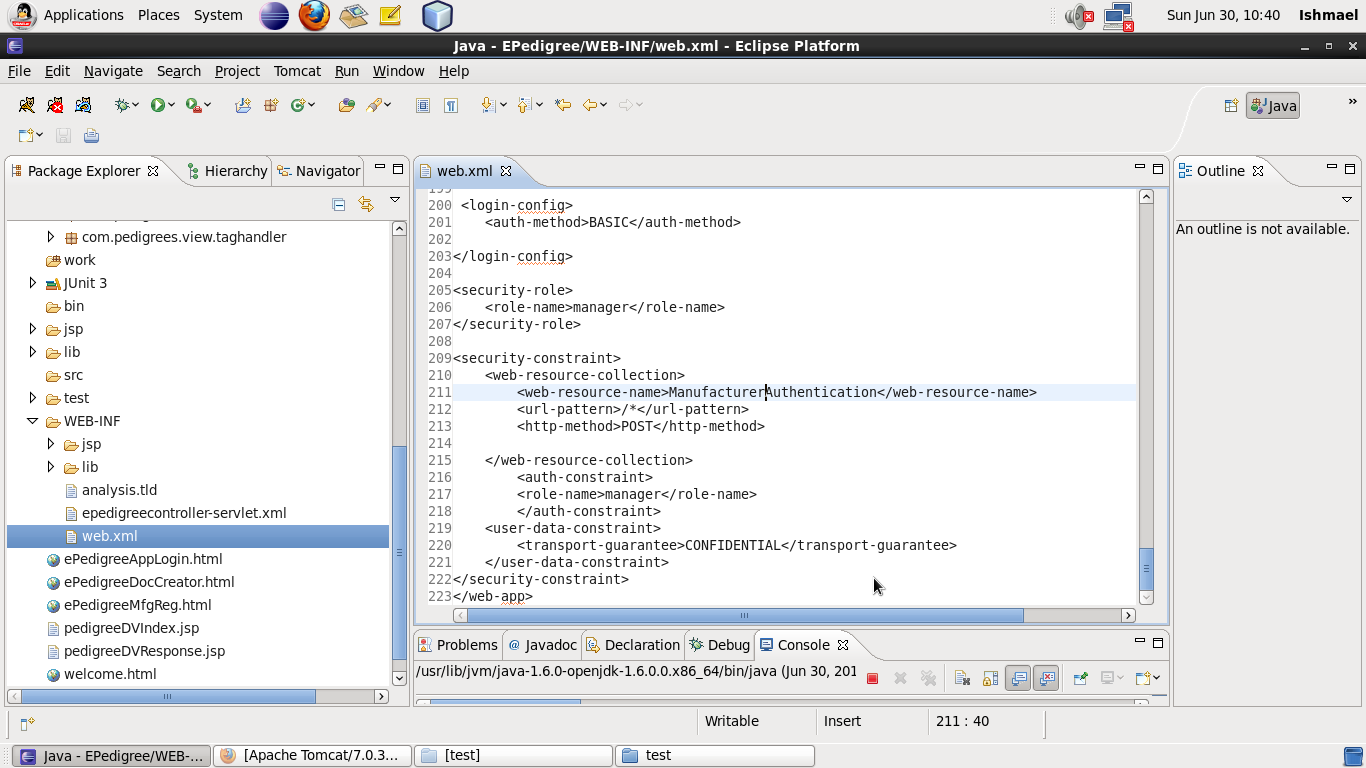 Applications Places System
Sun Jun 30, 10:40 Ishmael
Java - EPedigree/WEB-INF/web.xml - Eclipse Platform
File Edit Navigate Search Project Tomcat Run Window Help
Java
»
Package Explorer Hierarchy Navigator
com.pedigrees.view.taghandler
work
JUnit 3
bin
jsp
lib
src
test
WEB-INF
jsp
lib
analysis.tld
epedigreecontroller-servlet.xml
web.xml
ePedigreeAppLogin.html
ePedigreeDocCreator.html
ePedigreeMfgReg.html
pedigreeDVIndex.jsp
pedigreeDVResponse.jsp
welcome.html
web.xml
199
200 <login-config>
201 <auth-method>BASIC</auth-method>
202
203 </login-config>
204
205 <security-role>
206 <role-name>manager</role-name>
207 </security-role>
208
209 <security-constraint>
210 <web-resource-collection>
211 <web-resource-name>ManufacturerAuthentication</web-resource-name>
212 <url-pattern>/*</url-pattern>
213 <http-method>POST</http-method>
214
215 </web-resource-collection>
216 <auth-constraint>
217 <role-name>manager</role-name>
218 </auth-constraint>
219 <user-data-constraint>
220 <transport-guarantee>CONFIDENTIAL</transport-guarantee>
221 </user-data-constraint>
222 </security-constraint>
223 </web-app>
Outline
An outline is not available.
Problems @ Javadoc Declaration Debug Console
/usr/lib/jvm/java-1.6.0-openjdk-1.6.0.0.x86_64/bin/java (Jun 30, 201
Writable Insert 211 : 40
Java - EPedigree/WEB-... [Apache Tomcat/7.0.3... [test] test